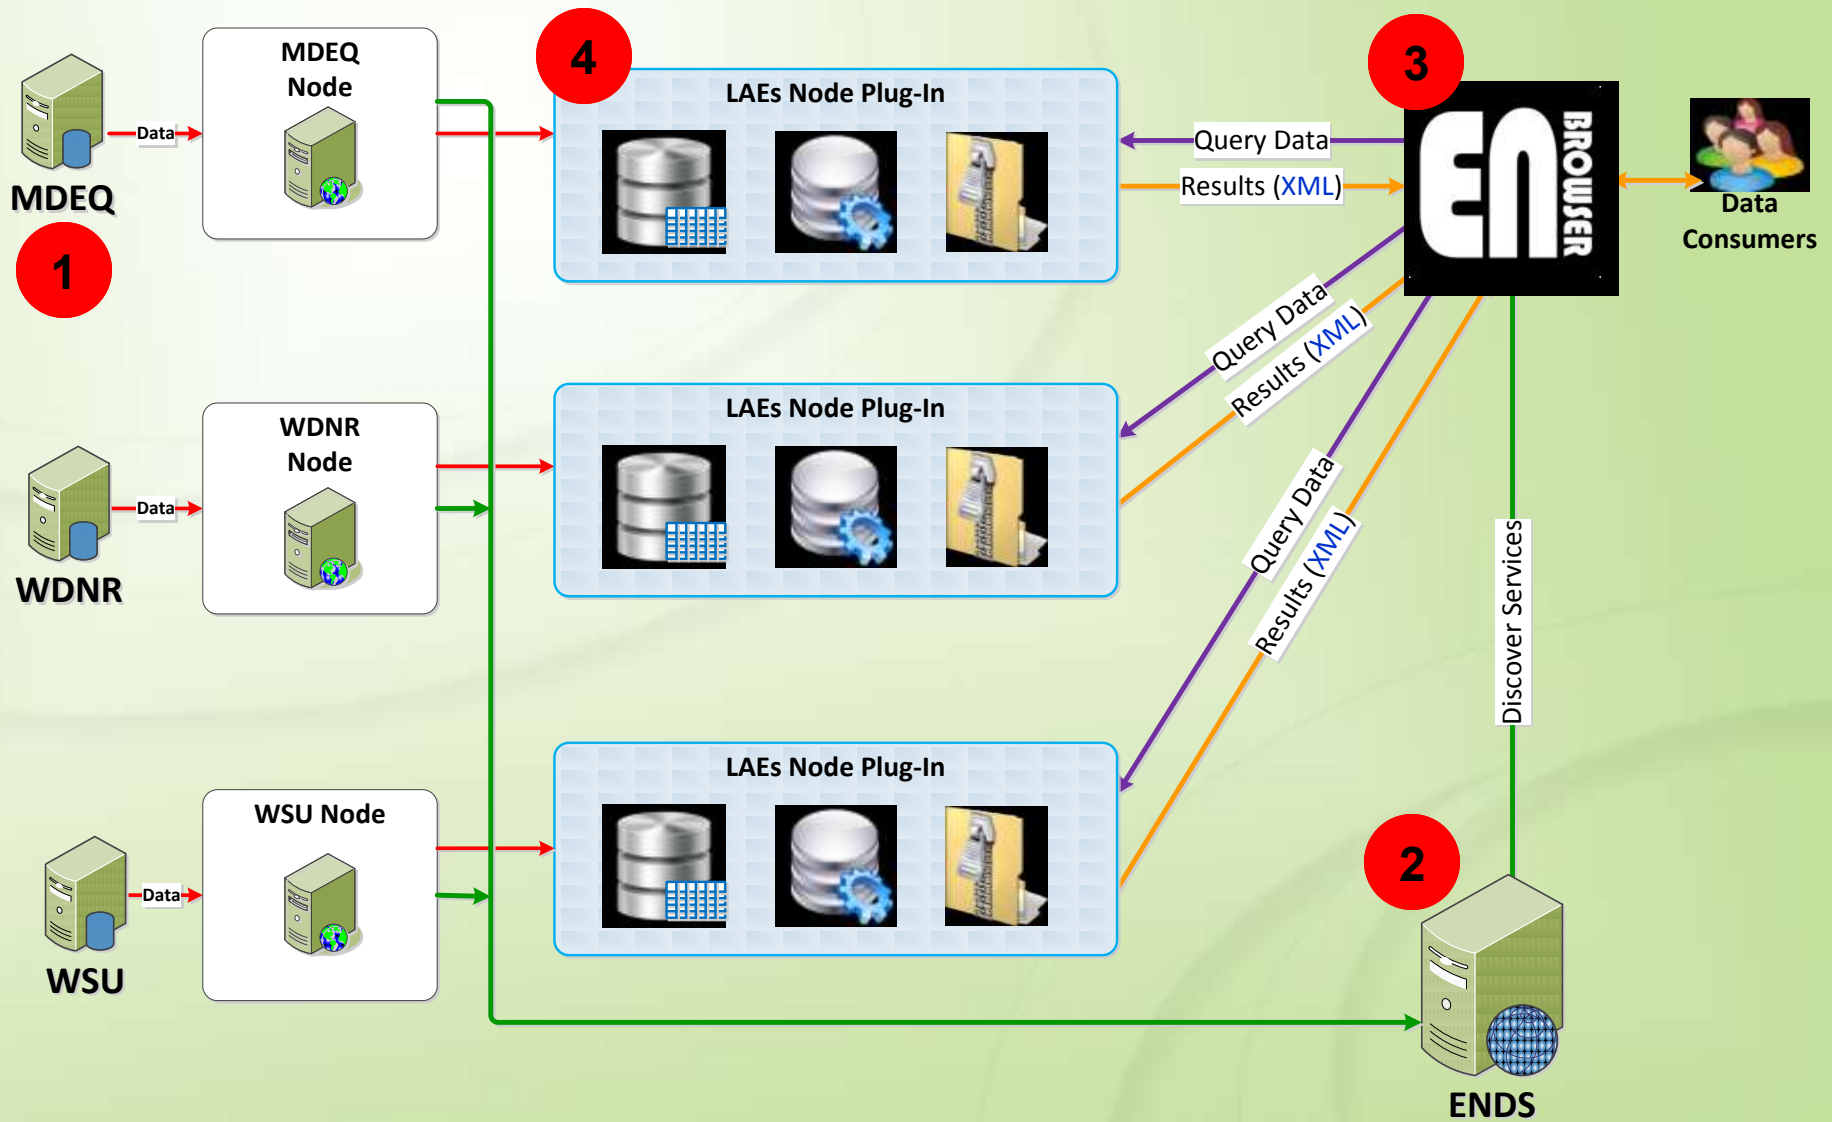 4
3
MDEQ
Node
LAEs Node Plug-In
EN
BROWSER
Data
Query Data
Results (XML)
MDEQ
Data
Consumers
1
Query Data
Results (XML)
WDNR
Node
LAEs Node Plug-In
Data
WDNR
Query Data
Results (XML)
Discover Services
LAEs Node Plug-In
WSU Node
2
Data
WSU
ENDS